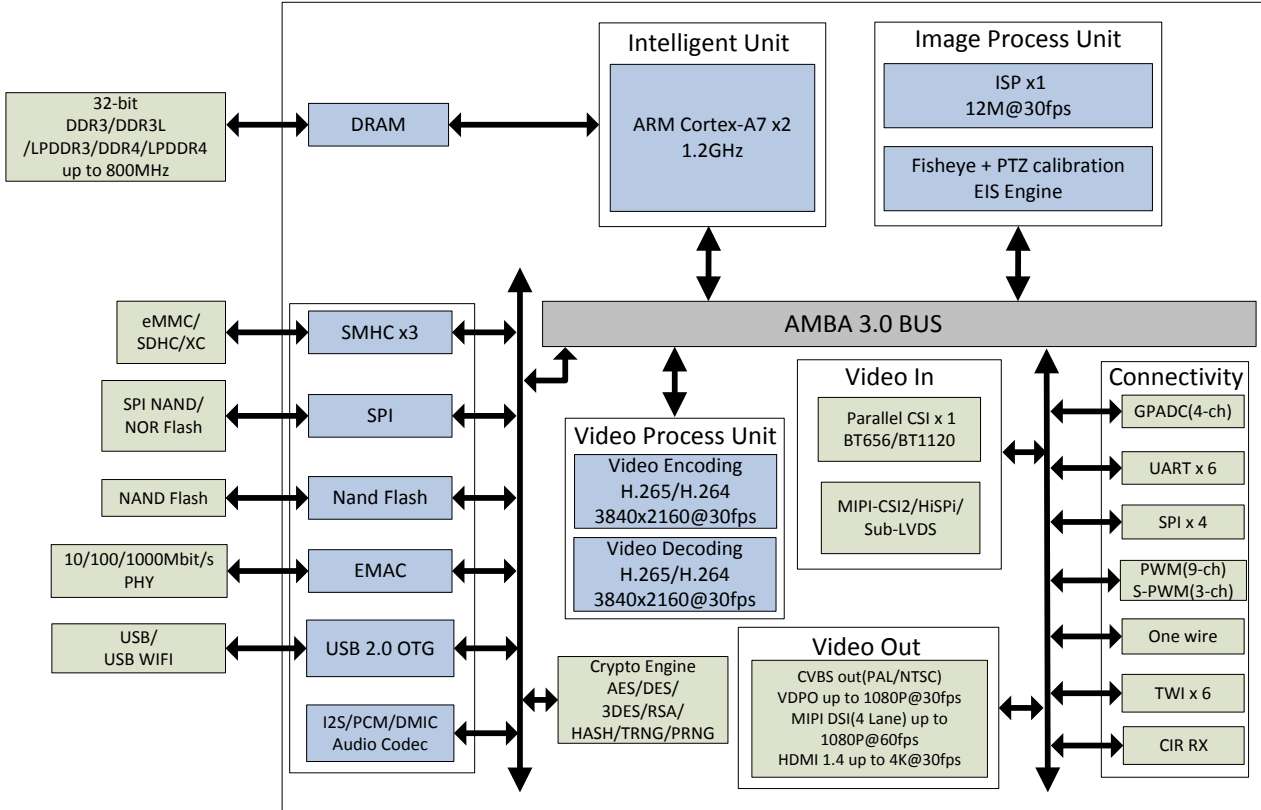 Intelligent Unit
ARM Cortex-A7 x2
1.2GHz
Image Process Unit
ISP x1
12M@30fps
Fisheye + PTZ calibration
EIS Engine
32-bit
DDR3/DDR3L
/LPDDR3/DDR4/LPDDR4
up to 800MHz
DRAM
AMBA 3.0 BUS
eMMC/
SDHC/XC
SMHC x3
SPI NAND/
NOR Flash
SPI
NAND Flash
Nand Flash
10/100/1000Mbit/s
PHY
EMAC
USB/
USB WIFI
USB 2.0 OTG
I2S/PCM/DMIC
Audio Codec
Video Process Unit
Video Encoding
H.265/H.264
3840x2160@30fps
Video Decoding
H.265/H.264
3840x2160@30fps
Crypto Engine
AES/DES/
3DES/RSA/
HASH/TRNG/PRNG
Video In
Parallel CSI x 1
BT656/BT1120
MIPI-CSI2/HiSPi/
Sub-LVDS
Video Out
CVBS out(PAL/NTSC)
VDPO up to 1080P@30fps
MIPI DSI(4 Lane) up to
1080P@60fps
HDMI 1.4 up to 4K@30fps
Connectivity
GPADC(4-ch)
UART x 6
SPI x 4
PWM(9-ch)
S-PWM(3-ch)
One wire
TWI x 6
CIR RX